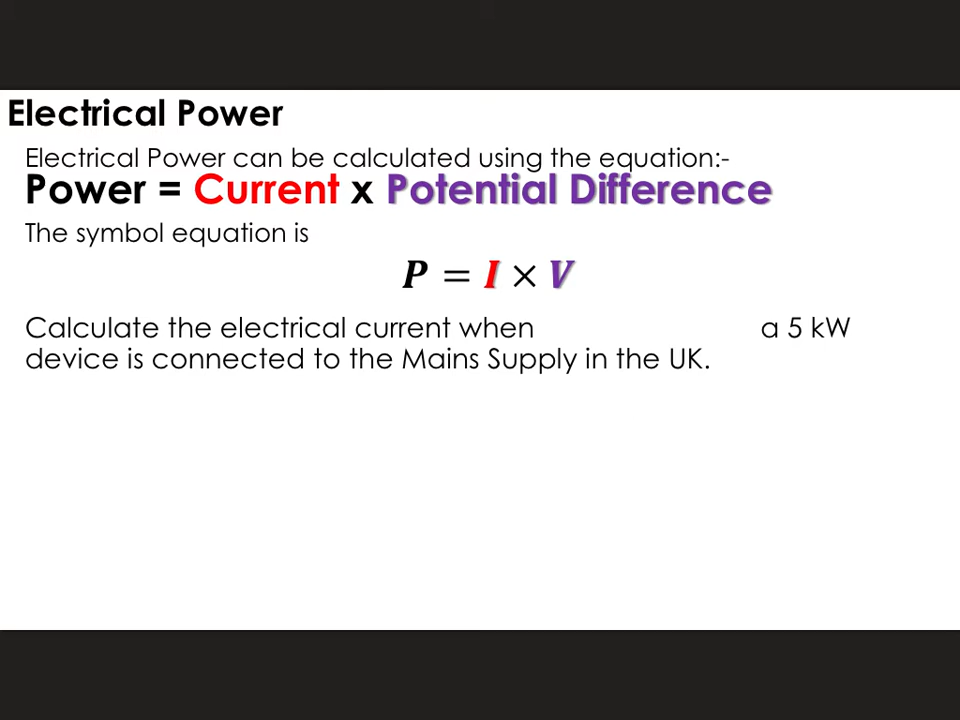 Electrical Power
Electrical Power can be calculated using the equation:-
Power = Current x Potential Difference
The symbol equation is
P = I × V
Calculate the electrical current when a 5 kW
device is connected to the Mains Supply in the UK.